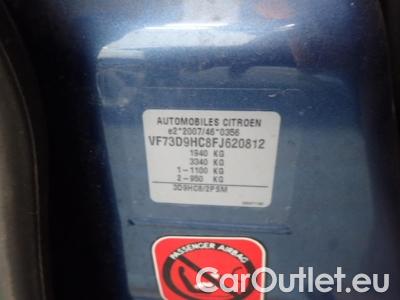 AUTOMOBILES CITROEN
e2*2007/46*0356
VF73D9HC8FJ620812
1940 KG
3340 KG
1-1100 KG
2-950 KG
3D9HC8/2PSM
PASSENGER AIRBAG
CarOutlet.eu